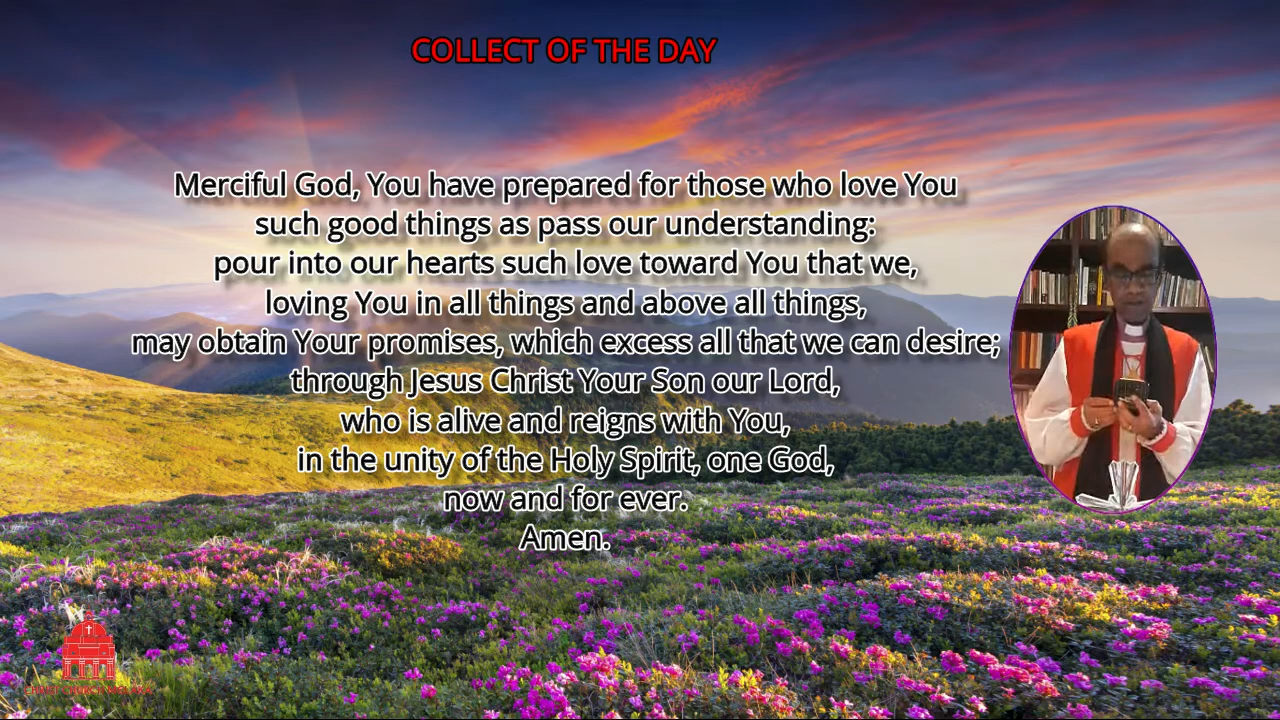 COLLECT OF THE DAY
Merciful God, You have prepared for those who love You
such good things as pass our understanding:
pour into our hearts such love toward You that we,
loving You in all things and above all things,
may obtain Your promises, which excess all that we can desire;
through Jesus Christ Your Son our Lord,
who is alive and reigns with You,
in the unity of the Holy Spirit, one God,
now and for ever.
Amen.
CHRIST CHURCH MELAKA